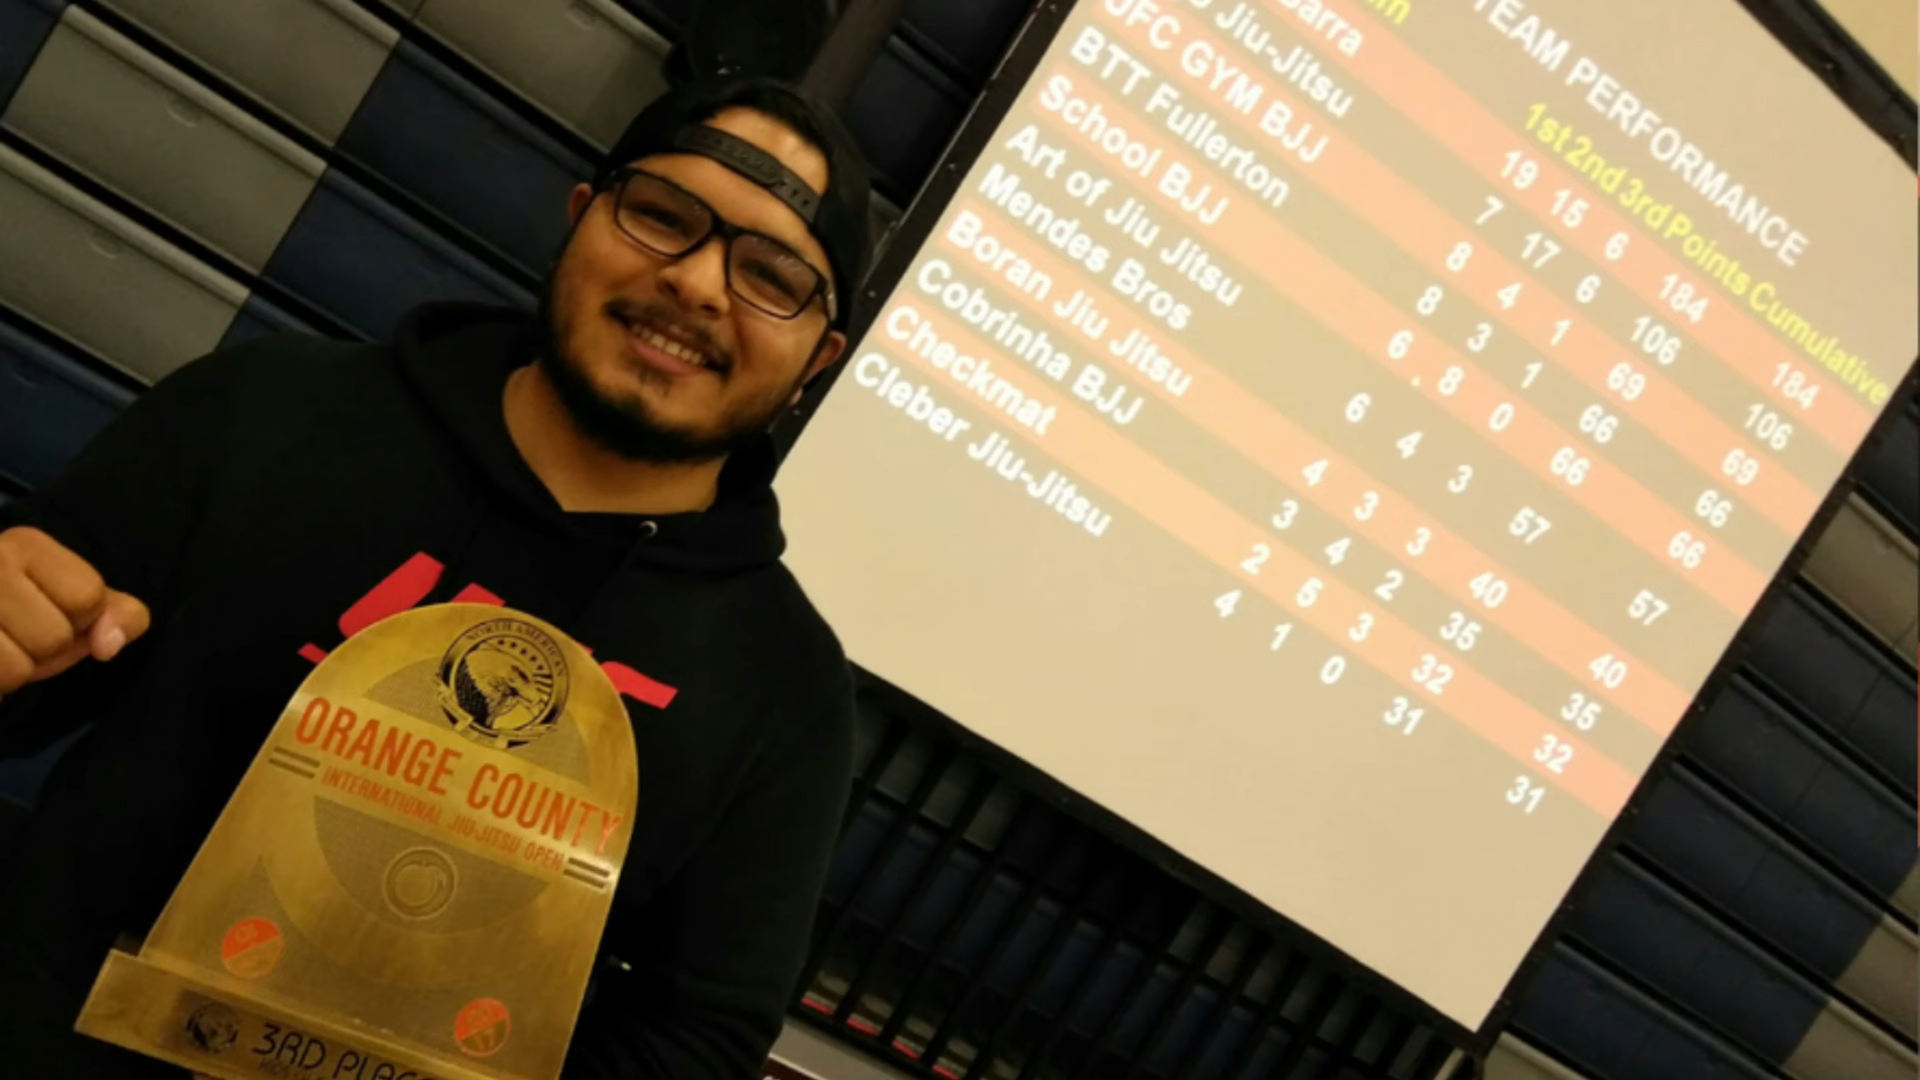 TEAM PERFORMANCE
1st 2nd 3rd Points Cumulative
Barra 19 15 6 184 184
Jiu-Jitsu 7 17 6 106 106
UFC GYM BJJ 8 4 1 69 69
BTT Fullerton 8 3 1 66 66
School BJJ 6 8 0 66 66
Art of Jiu Jitsu
Mendes Bros 6 4 3 57 57
Boran Jiu Jitsu 4 3 3 40 40
Cobrinha BJJ 3 4 2 35 35
Checkmat 2 5 3 32 32
Cleber Jiu-Jitsu 4 1 0 31 31
NORTH AMERICAN
ORANGE COUNTY
INTERNATIONAL JIU-JITSU OPEN
3RD PLACE